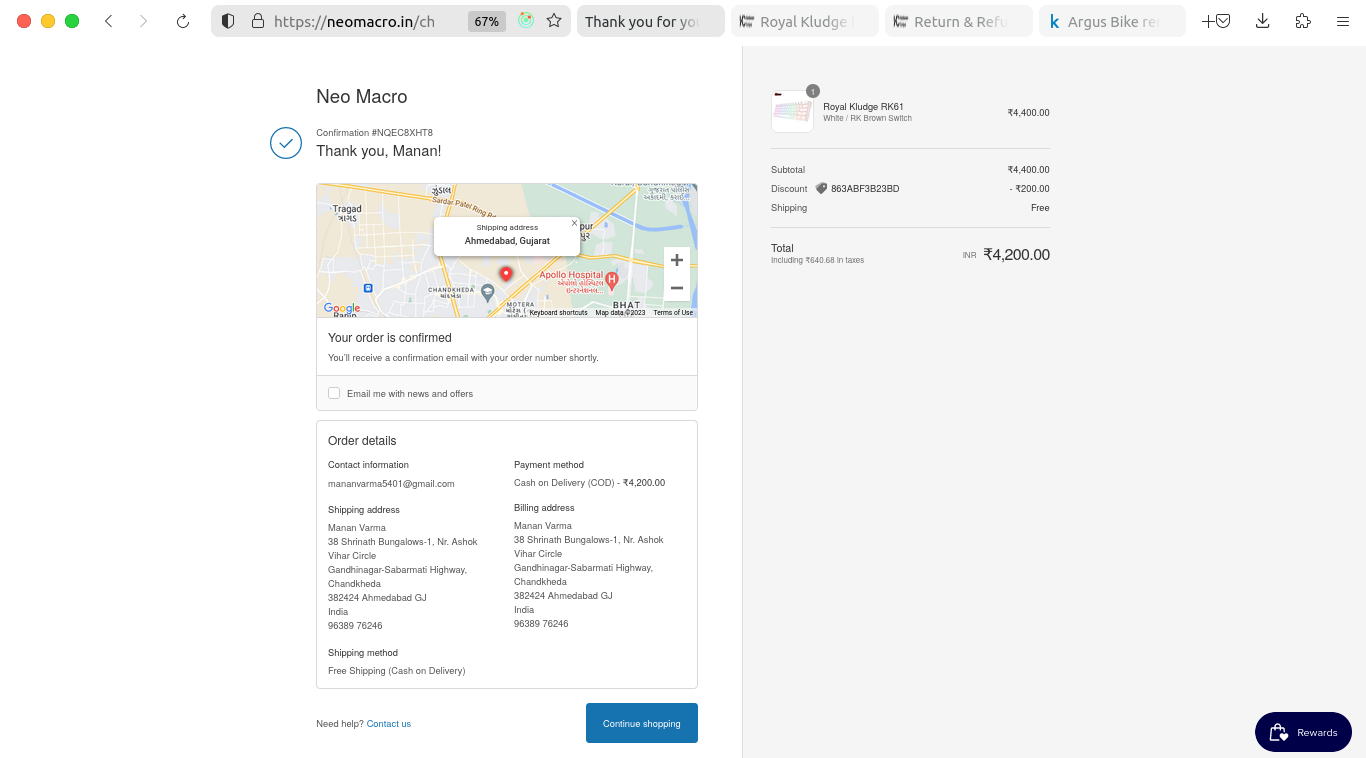 https://neomacro.in/ch
67%
Thank you for you
Royal Kludge
Return & Refu
Argus Bike re
Neo Macro
Confirmation #NQEC8XHT8
Thank you, Manan!
ઝુંડાલ
Sardar Patel Ring Rd
Tragad
ત્રાગડ
Shipping address
Ahmedabad, Gujarat
Apollo Hospital
CHANDKHEDA
ચાંદખેડા
MOTERA
BHAT
Google
Keyboard shortcuts Map data ©2023 Terms of Use
Your order is confirmed
You'll receive a confirmation email with your order number shortly.
Email me with news and offers
Order details
Contact information
mananvarma5401@gmail.com
Shipping address
Manan Varma
38 Shrinath Bungalows-1, Nr. Ashok
Vihar Circle
Gandhinagar-Sabarmati Highway,
Chandkheda
382424 Ahmedabad GJ
India
96389 76246
Shipping method
Free Shipping (Cash on Delivery)
Payment method
Cash on Delivery (COD) - ₹4,200.00
Billing address
Manan Varma
38 Shrinath Bungalows-1, Nr. Ashok
Vihar Circle
Gandhinagar-Sabarmati Highway,
Chandkheda
382424 Ahmedabad GJ
India
96389 76246
Need help? Contact us
Continue shopping
1
Royal Kludge RK61
White / RK Brown Switch
₹4,400.00
Subtotal ₹4,400.00
Discount 863ABF3B23BD - ₹200.00
Shipping Free
Total INR ₹4,200.00
Including ₹640.68 in taxes
Rewards